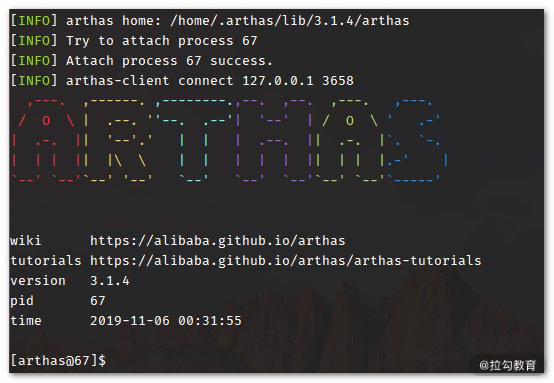 [INFO] arthas home: /home/.arthas/lib/3.1.4/arthas
[INFO] Try to attach process 67
[INFO] Attach process 67 success.
[INFO] arthas-client connect 127.0.0.1 3658
ARTHAS
wiki https://alibaba.github.io/arthas
tutorials https://alibaba.github.io/arthas/arthas-tutorials
version 3.1.4
pid 67
time 2019-11-06 00:31:55
[arthas@67]$
@拉勾教育